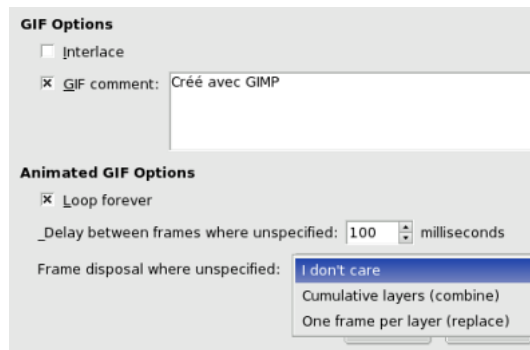 GIF Options
Interlace
GIF comment: Créé avec GIMP
Animated GIF Options
Loop forever
_Delay between frames where unspecified: 100 milliseconds
Frame disposal where unspecified: I don't care
Cumulative layers (combine)
One frame per layer (replace)